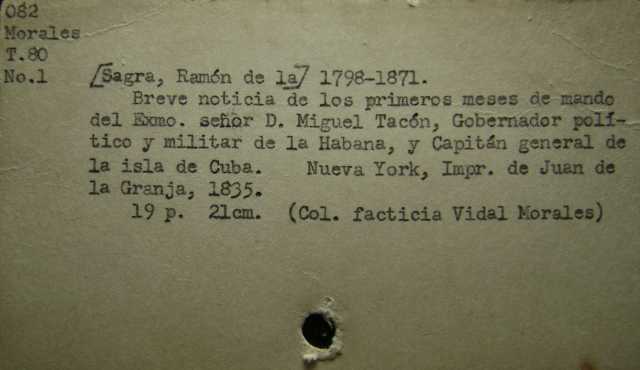 082
Morales
T.80
No.1 [Sagra, Ramón de la] 1798-1871.
Breve noticia de los primeros meses de mando
del Exmo. señor D. Miguel Tacón, Gobernador polí-
tico y militar de la Habana, y Capitán general de
la isla de Cuba. Nueva York, Impr. de Juan de
la Granja, 1835.
19 p. 21cm. (Col. facticia Vidal Morales)